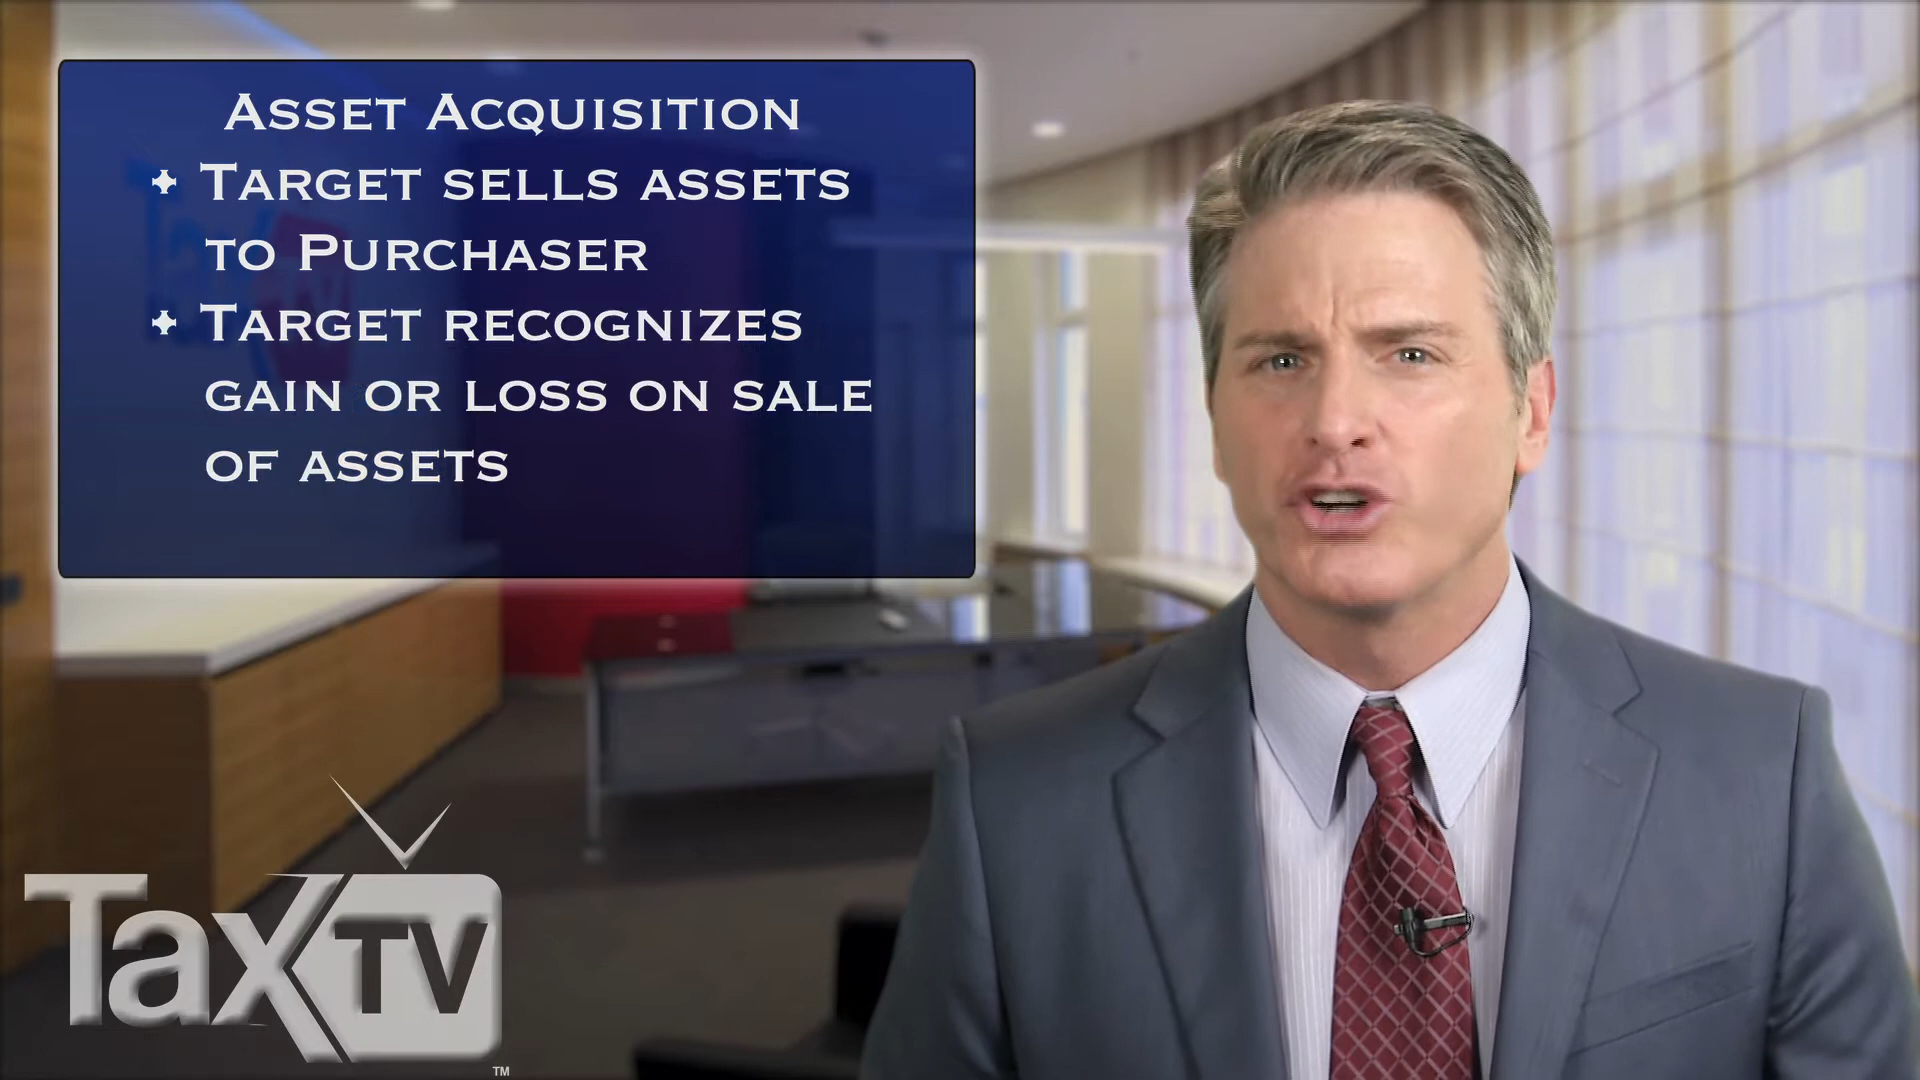 Asset Acquisition
Target sells assets
to Purchaser
Target recognizes
gain or loss on sale
of assets
TaxTV
TM